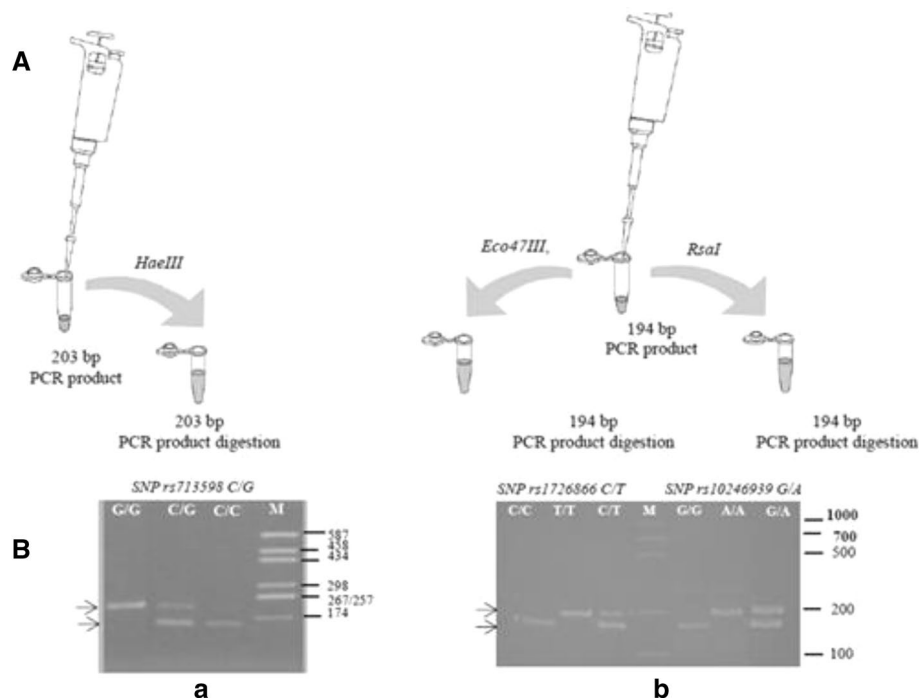 A
HaeIII
203 bp
PCR product
203 bp
PCR product digestion
Eco47III,
RsaI
194 bp
PCR product
194 bp
PCR product digestion
194 bp
PCR product digestion
B
SNP rs713598 C/G
G/G C/G C/C M
587
458
434
298
267/257
174
a
SNP rs1726866 C/T SNP rs10246939 G/A
C/C T/T C/T M G/G A/A G/A
1000
700
500
200
100
b